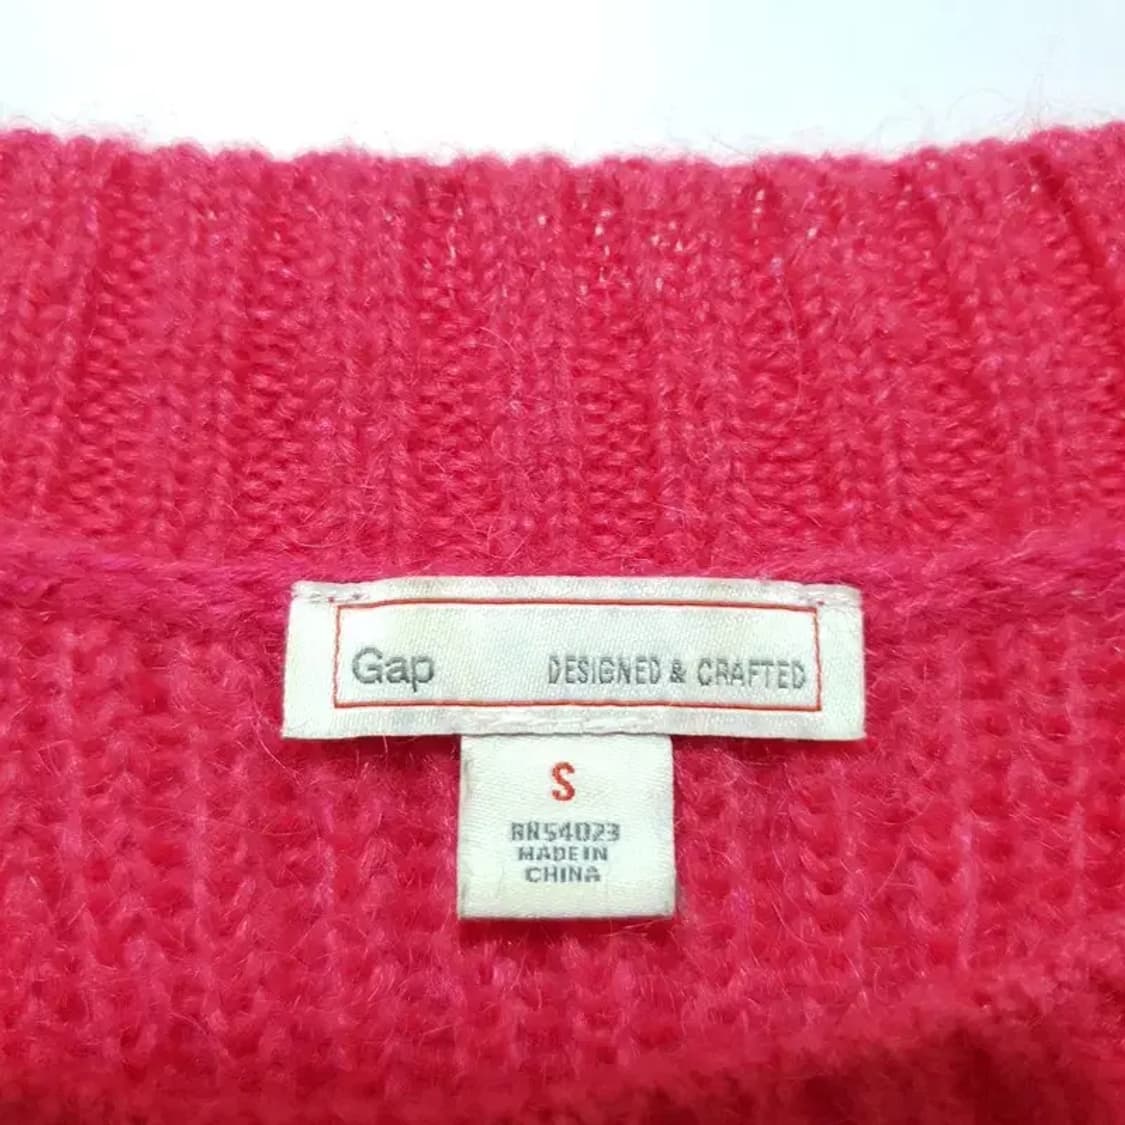 Gap DESIGNED & CRAFTED
S
RN54023
MADE IN
CHINA